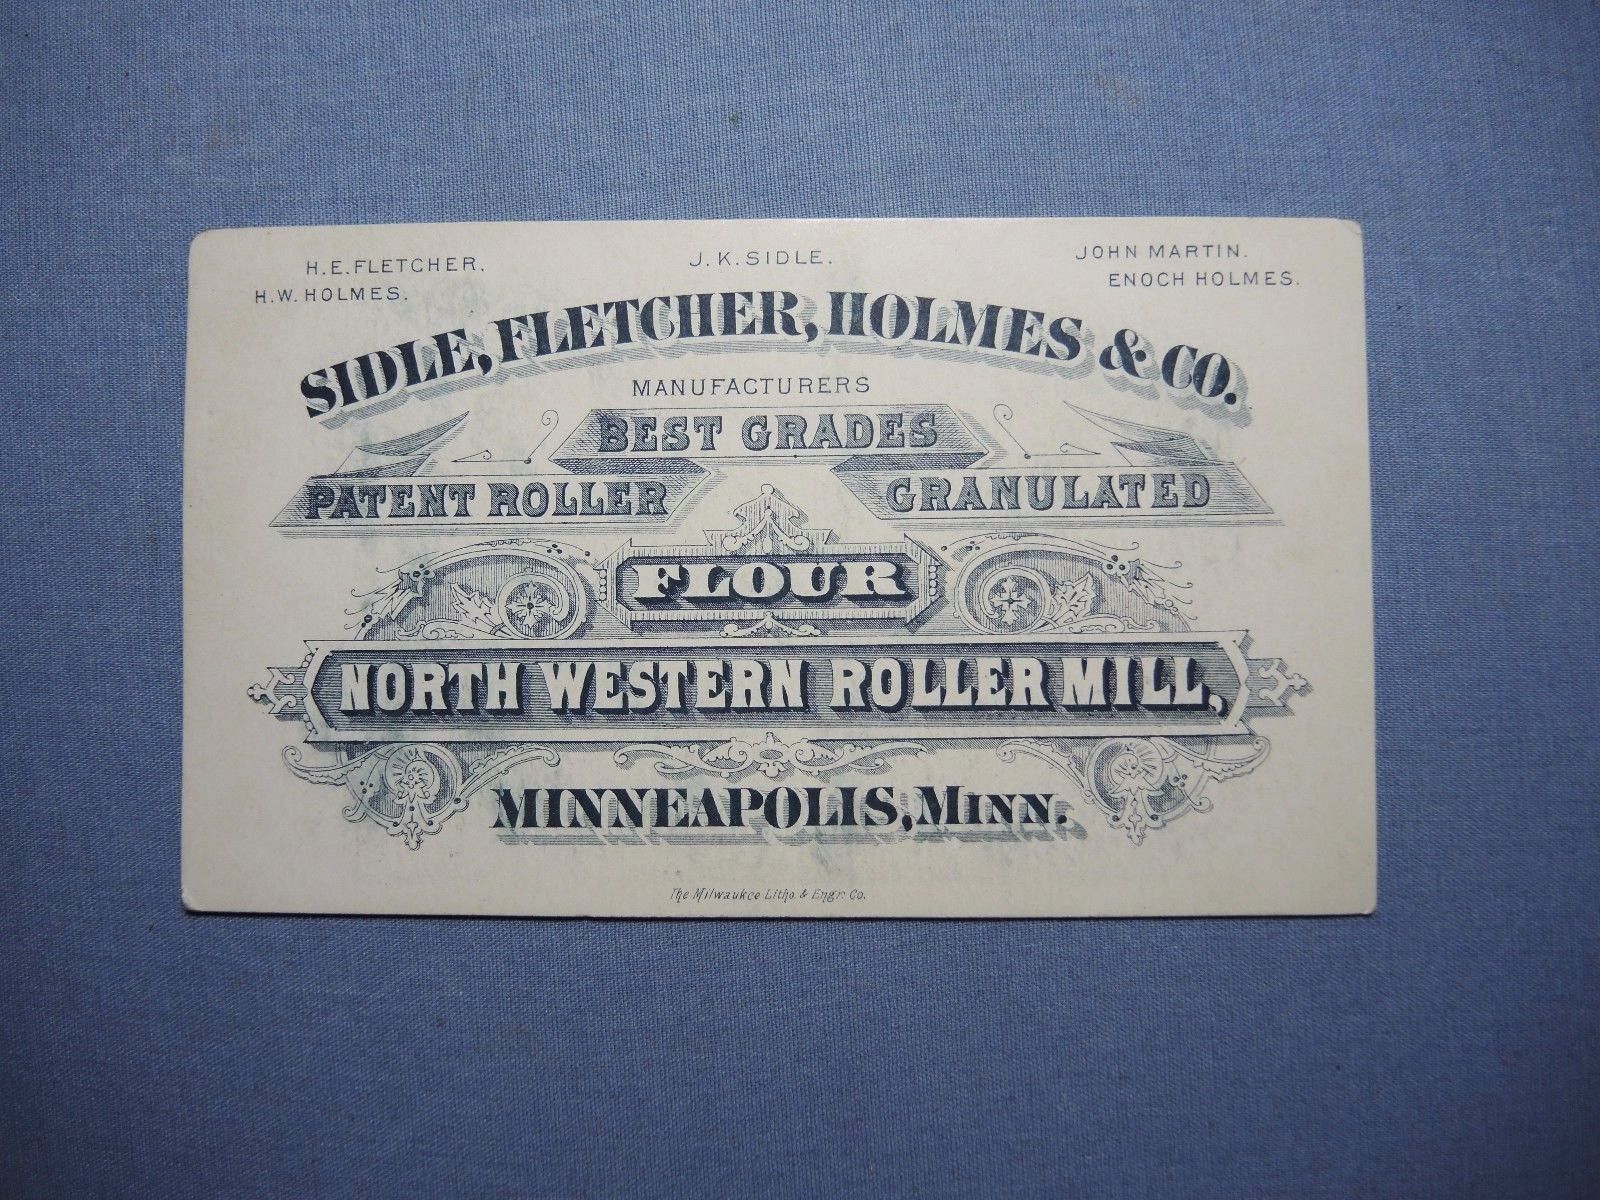 H.E.FLETCHER. J.K.SIDLE. JOHN MARTIN.
H.W.HOLMES. ENOCH HOLMES.
SIDLE, FLETCHER, HOLMES & CO.
MANUFACTURERS
BEST GRADES
PATENT ROLLER GRANULATED
FLOUR
NORTH WESTERN ROLLER MILL,
MINNEAPOLIS, MINN.
The Milwaukee Litho. & Engr. Co.